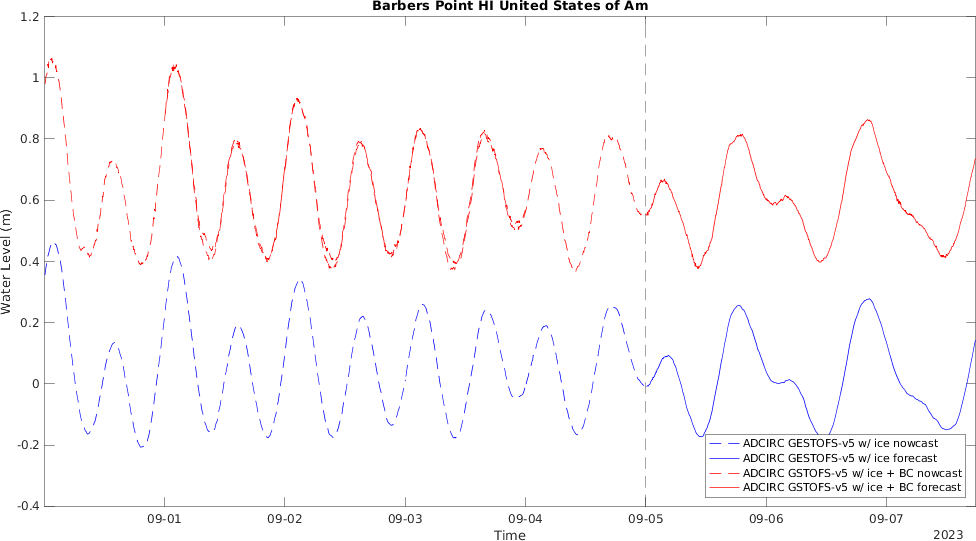 Barbers Point HI United States of Am
1.2
1
0.8
0.6
0.4
0.2
0
-0.2
-0.4
Water Level (m)
ADCIRC GESTOFS-v5 w/ ice nowcast
ADCIRC GESTOFS-v5 w/ ice forecast
ADCIRC GSTOFS-v5 w/ ice + BC nowcast
ADCIRC GSTOFS-v5 w/ ice + BC forecast
09-01 09-02 09-03 09-04 09-05 09-06 09-07
Time
2023